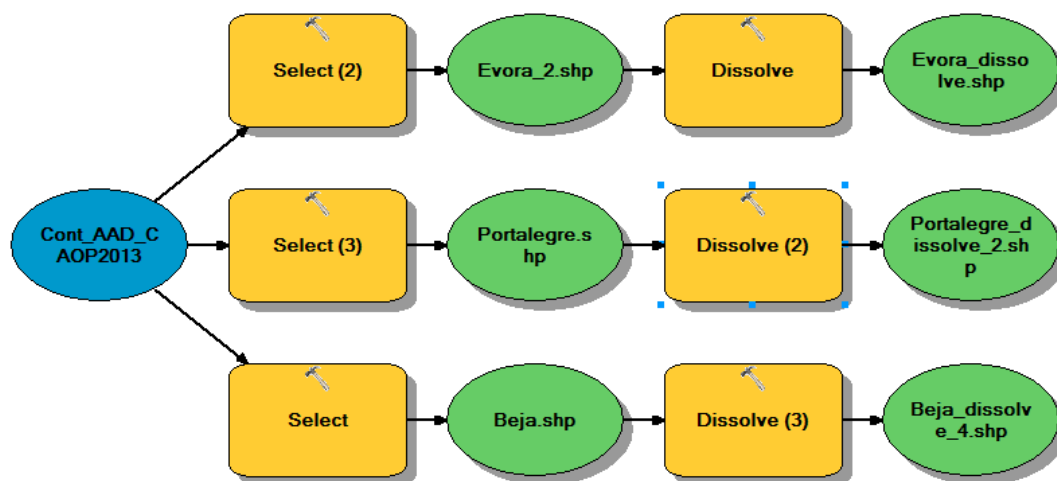 Select (2)
Evora_2.shp
Dissolve
Evora_disso
lve.shp
Cont_AAD_C
AOP2013
Select (3)
Portalegre.s
hp
Dissolve (2)
Portalegre_d
issolve_2.sh
p
Select
Beja.shp
Dissolve (3)
Beja_dissolv
e_4.shp